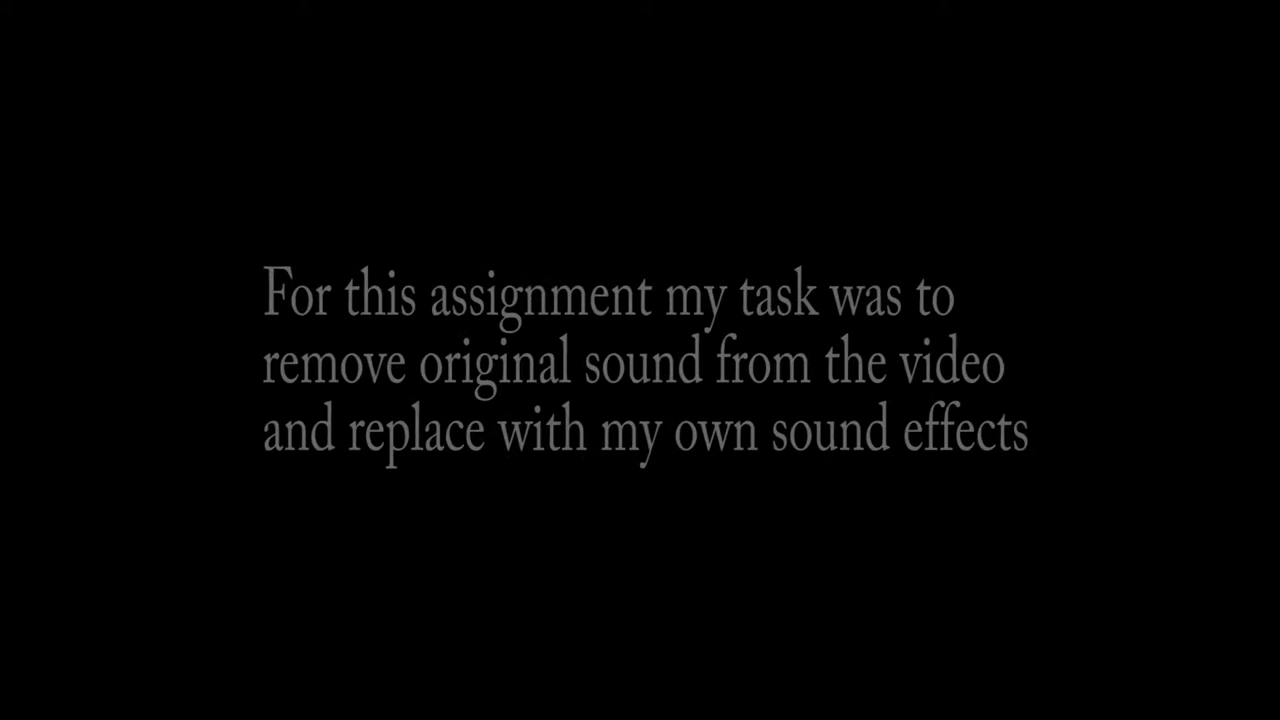 For this assignment my task was to
remove original sound from the video
and replace with my own sound effects